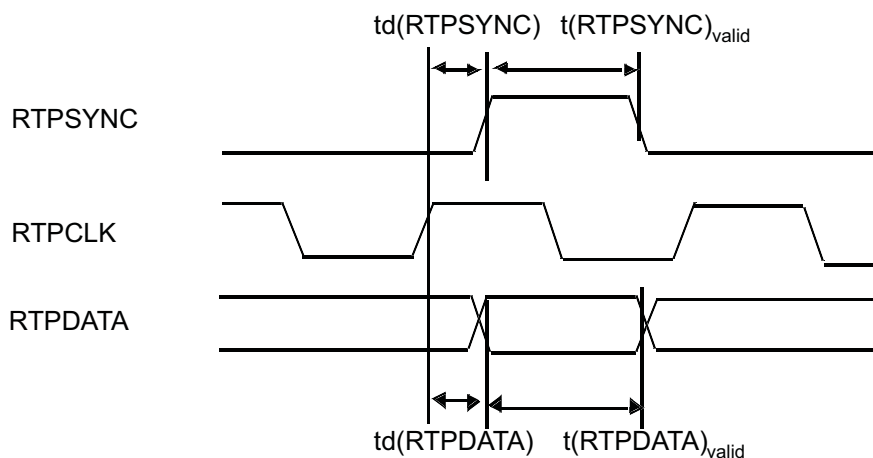 td(RTPSYNC) t(RTPSYNC)valid
RTPSYNC
RTPCLK
RTPDATA
td(RTPDATA) t(RTPDATA)valid